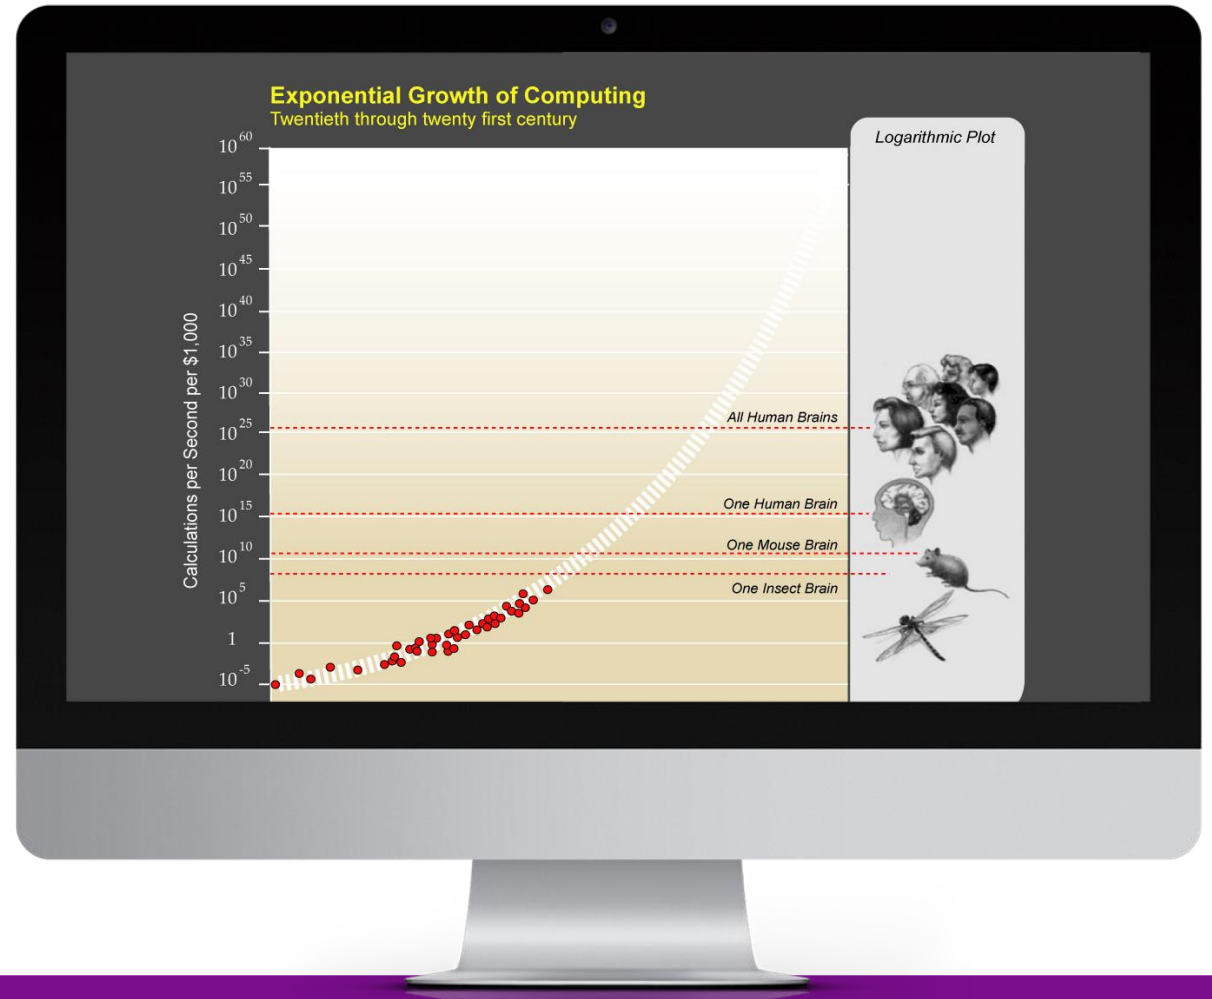 Exponential Growth of Computing
Twentieth through twenty first century
Logarithmic Plot
Calculations per Second per $1,000
10^60
10^55
10^50
10^45
10^40
10^35
10^30
10^25
10^20
10^15
10^10
10^5
1
10^-5
All Human Brains
One Human Brain
One Mouse Brain
One Insect Brain